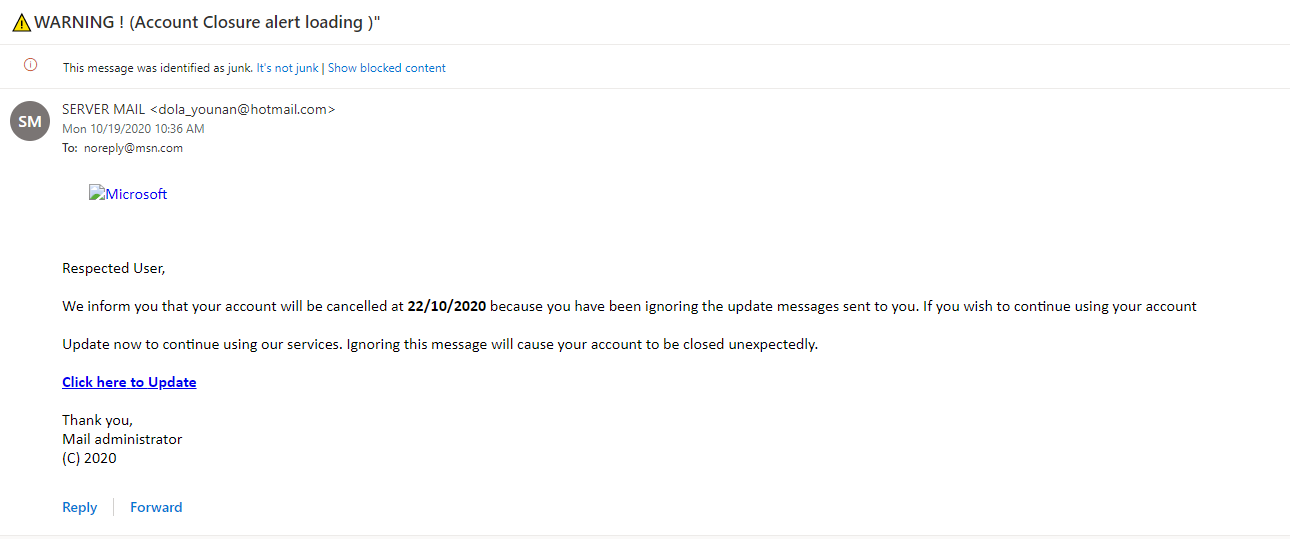 ⚠WARNING ! (Account Closure alert loading )"
This message was identified as junk. It's not junk | Show blocked content
SM
SERVER MAIL <dola_younan@hotmail.com>
Mon 10/19/2020 10:36 AM
To: noreply@msn.com
Microsoft
Respected User,
We inform you that your account will be cancelled at 22/10/2020 because you have been ignoring the update messages sent to you. If you wish to continue using your account
Update now to continue using our services. Ignoring this message will cause your account to be closed unexpectedly.
Click here to Update
Thank you,
Mail administrator
(C) 2020
Reply | Forward